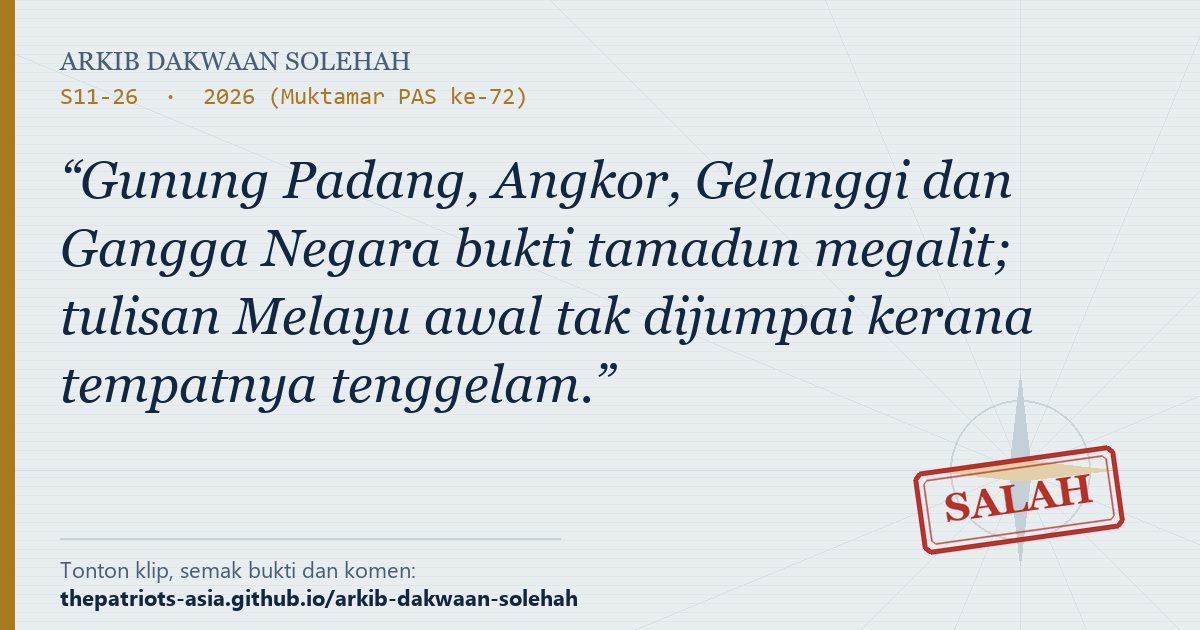 ARKIB DAKWAAN SOLEHAH
S11-26 · 2026 (Muktamar PAS ke-72)
“Gunung Padang, Angkor, Gelanggi dan
Gangga Negara bukti tamadun megalit;
tulisan Melayu awal tak dijumpai kerana
tempatnya tenggelam.”
SALAH
Tonton klip, semak bukti dan komen:
thepatriots-asia.github.io/arkib-dakwaan-solehah